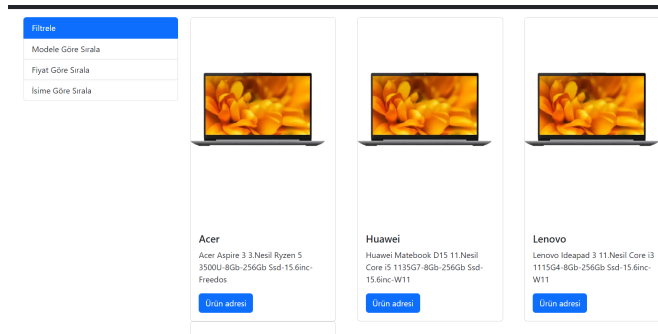 Filtrele
Modele Göre Sırala
Fiyat Göre Sırala
İsime Göre Sırala
Acer
Acer Aspire 3 3.Nesil Ryzen 5
3500U-8Gb-256Gb Ssd-15.6inc-
Freedos
Ürün adresi
Huawei
Huawei Matebook D15 11.Nesil
Core i5 1135G7-8Gb-256Gb Ssd-
15.6inc-W11
Ürün adresi
Lenovo
Lenovo Ideapad 3 11.Nesil Core i3
1115G4-8Gb-256Gb Ssd-15.6inc-
W11
Ürün adresi